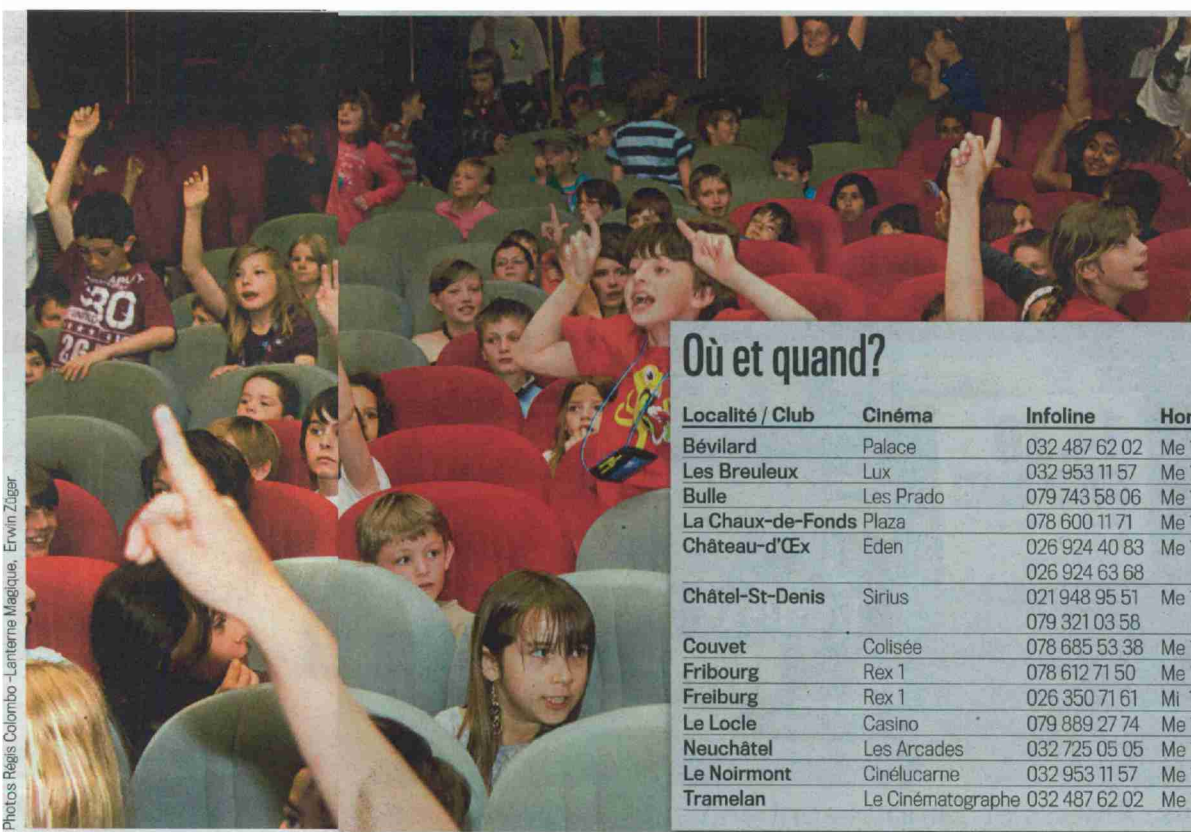 Photos Régis Colombo - Lanterne Magique, Erwin Züger
80
Où et quand?
Localité / Club Cinéma Infoline Hor
Bévilard Palace 032 487 62 02 Me
Les Breuleux Lux 032 953 11 57 Me
Bulle Les Prado 079 743 58 06 Me
La Chaux-de-Fonds Plaza 078 600 11 71 Me
Château-d'Œx Eden 026 924 40 83 Me
026 924 63 68
Châtel-St-Denis Sirius 021 948 95 51 Me
079 321 03 58
Couvet Colisée 078 685 53 38 Me
Fribourg Rex 1 078 612 71 50 Me
Freiburg Rex 1 026 350 71 61 Mi
Le Locle Casino 079 889 27 74 Me
Neuchâtel Les Arcades 032 725 05 05 Me
Le Noirmont Cinélucarne 032 953 11 57 Me
Tramelan Le Cinématographe 032 487 62 02 Me